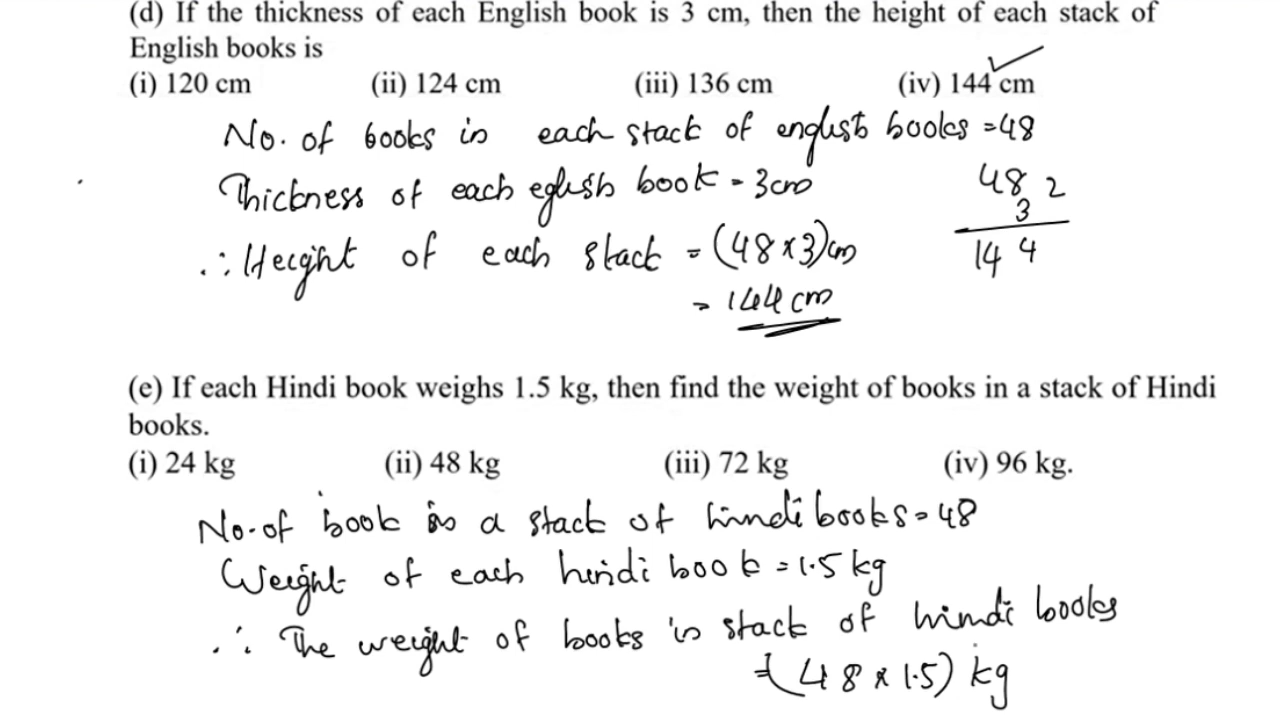 (d) If the thickness of each English book is 3 cm, then the height of each stack of
English books is
(i) 120 cm (ii) 124 cm (iii) 136 cm (iv) 144 cm
No. of books in each stack of english books =48
Thickness of each eglish book = 3cm
48 2
3
∴ Height of each stack = (48 x 3)cm
144
= 144 cm
(e) If each Hindi book weighs 1.5 kg, then find the weight of books in a stack of Hindi
books.
(i) 24 kg (ii) 48 kg (iii) 72 kg (iv) 96 kg.
No. of book in a stack of hindi books = 48
Weight of each hindi book = 1.5 kg
∴ The weight of books in stack of hindi books
= (48 x 1.5) kg